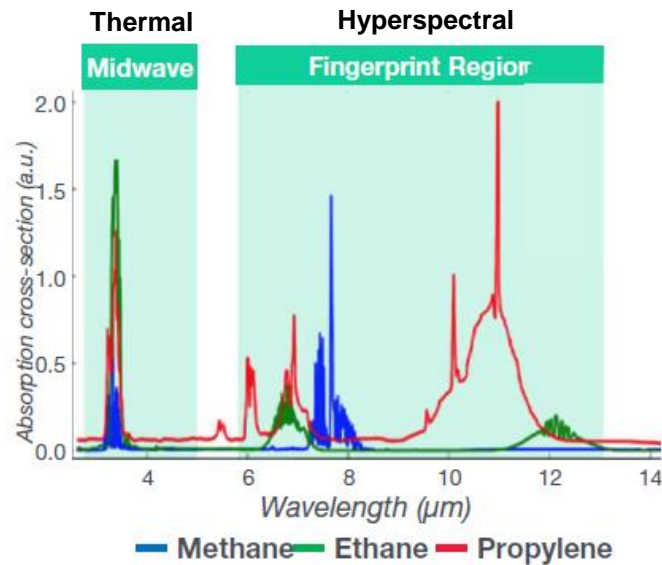 Thermal Hyperspectral
Midwave Fingerprint Region
2.0
1.5
1.0
0.5
0.0
Absorption cross-section (a.u.)
4 6 8 10 12 14
Wavelength (μm)
Methane Ethane Propylene